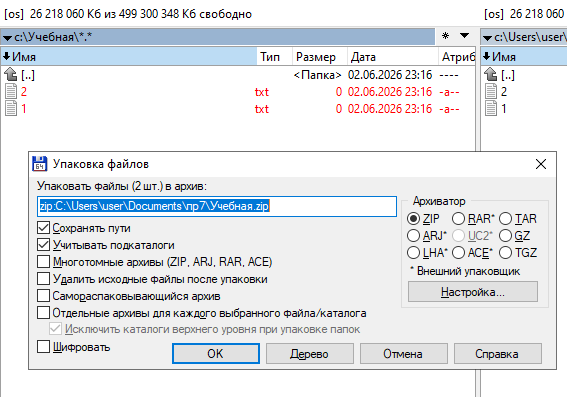 [os] 26 218 060 Кб из 499 300 348 Кб свободно
[os] 26 218 060
c:\Учебная\*.* * ▼
c:\Users\user\
Имя Тип Размер Дата Атриб
Имя
[..] <Папка> 02.06.2026 23:16 ----
[..]
2 txt 0 02.06.2026 23:16 -a--
2
1 txt 0 02.06.2026 23:16 -a--
1
Упаковка файлов
Упаковать файлы (2 шт.) в архив:
zip:C:\Users\user\Documents\пр7\Учебная.zip
Сохранять пути
Учитывать подкаталоги
Многотомные архивы (ZIP, ARJ, RAR, ACE)
Удалить исходные файлы после упаковки
Самораспаковывающийся архив
Отдельные архивы для каждого выбранного файла/каталога
Исключить каталоги верхнего уровня при упаковке папок
Шифровать
Архиватор
ZIP RAR* TAR
ARJ* UC2* GZ
LHA* ACE* TGZ
* Внешний упаковщик
Настройка...
OK Дерево Отмена Справка